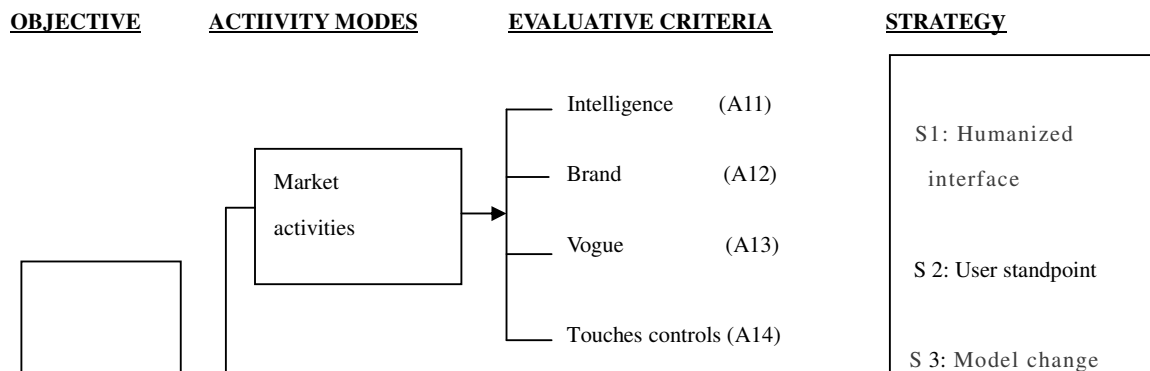 OBJECTIVE ACTIIVITY MODES EVALUATIVE CRITERIA STRATEGy
Intelligence (A11)
Brand (A12)
Vogue (A13)
Touches controls (A14)
Market
activities
S1: Humanized
interface
S 2: User standpoint
S 3: Model change